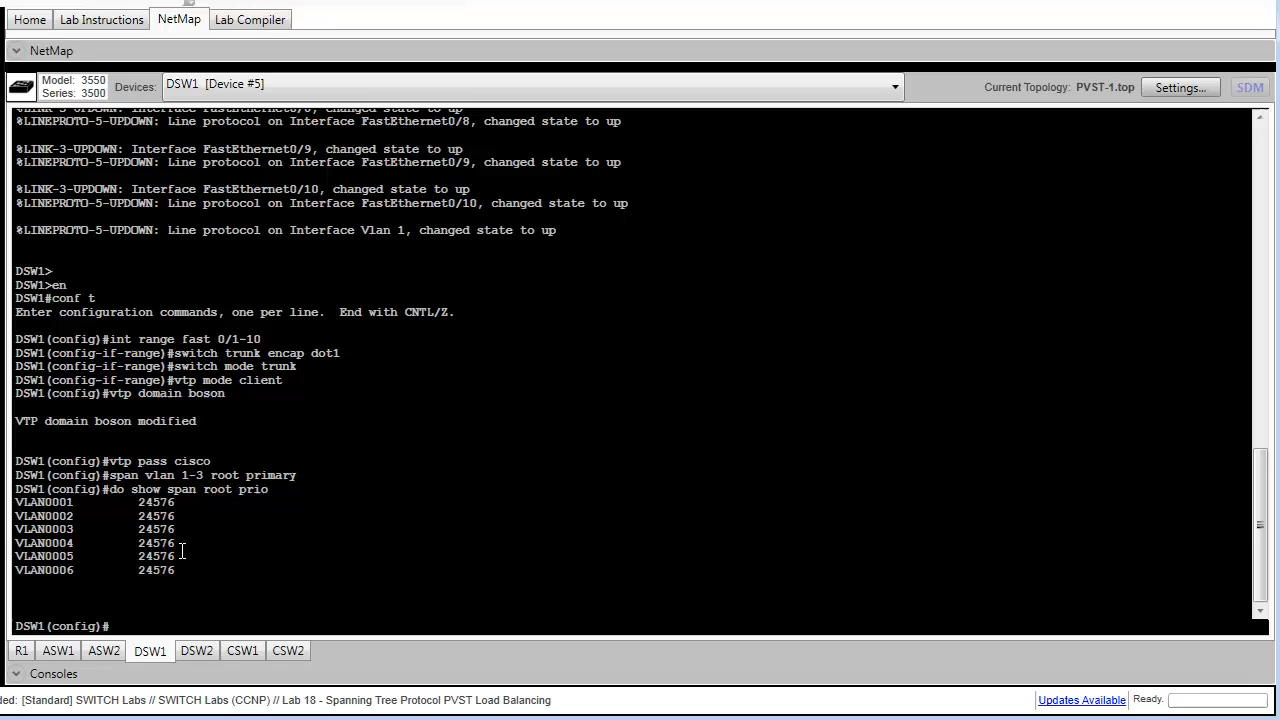 Home Lab Instructions NetMap Lab Compiler
NetMap
Model: 3550
Series: 3500
Devices: DSW1 [Device #5] Current Topology: PVST-1.top Settings... SDM
%LINEPROTO-5-UPDOWN: Line protocol on Interface FastEthernet0/8, changed state to up
%LINK-3-UPDOWN: Interface FastEthernet0/9, changed state to up
%LINEPROTO-5-UPDOWN: Line protocol on Interface FastEthernet0/9, changed state to up
%LINK-3-UPDOWN: Interface FastEthernet0/10, changed state to up
%LINEPROTO-5-UPDOWN: Line protocol on Interface FastEthernet0/10, changed state to up
%LINEPROTO-5-UPDOWN: Line protocol on Interface Vlan 1, changed state to up
DSW1>
DSW1>en
DSW1#conf t
Enter configuration commands, one per line.  End with CNTL/Z.
DSW1(config)#int range fast 0/1-10
DSW1(config-if-range)#switch trunk encap dot1
DSW1(config-if-range)#switch mode trunk
DSW1(config-if-range)#vtp mode client
DSW1(config)#vtp domain boson
VTP domain boson modified
DSW1(config)#vtp pass cisco
DSW1(config)#span vlan 1-3 root primary
DSW1(config)#do show span root prio
VLAN0001 24576
VLAN0002 24576
VLAN0003 24576
VLAN0004 24576
VLAN0005 24576
VLAN0006 24576
DSW1(config)#
R1 ASW1 ASW2 DSW1 DSW2 CSW1 CSW2
Consoles
ded: [Standard] SWITCH Labs // SWITCH Labs (CCNP) // Lab 18 - Spanning Tree Protocol PVST Load Balancing Updates Available Ready.